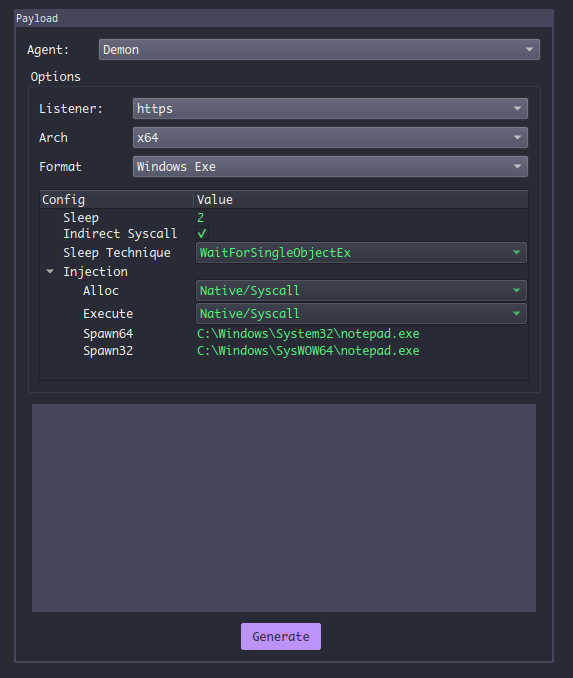 Payload
Agent: Demon
Options
Listener: https
Arch x64
Format Windows Exe
Config Value
Sleep 2
Indirect Syscall ✓
Sleep Technique WaitForSingleObjectEx
Injection
Alloc Native/Syscall
Execute Native/Syscall
Spawn64 C:\Windows\System32\notepad.exe
Spawn32 C:\Windows\SysWOW64\notepad.exe
Generate